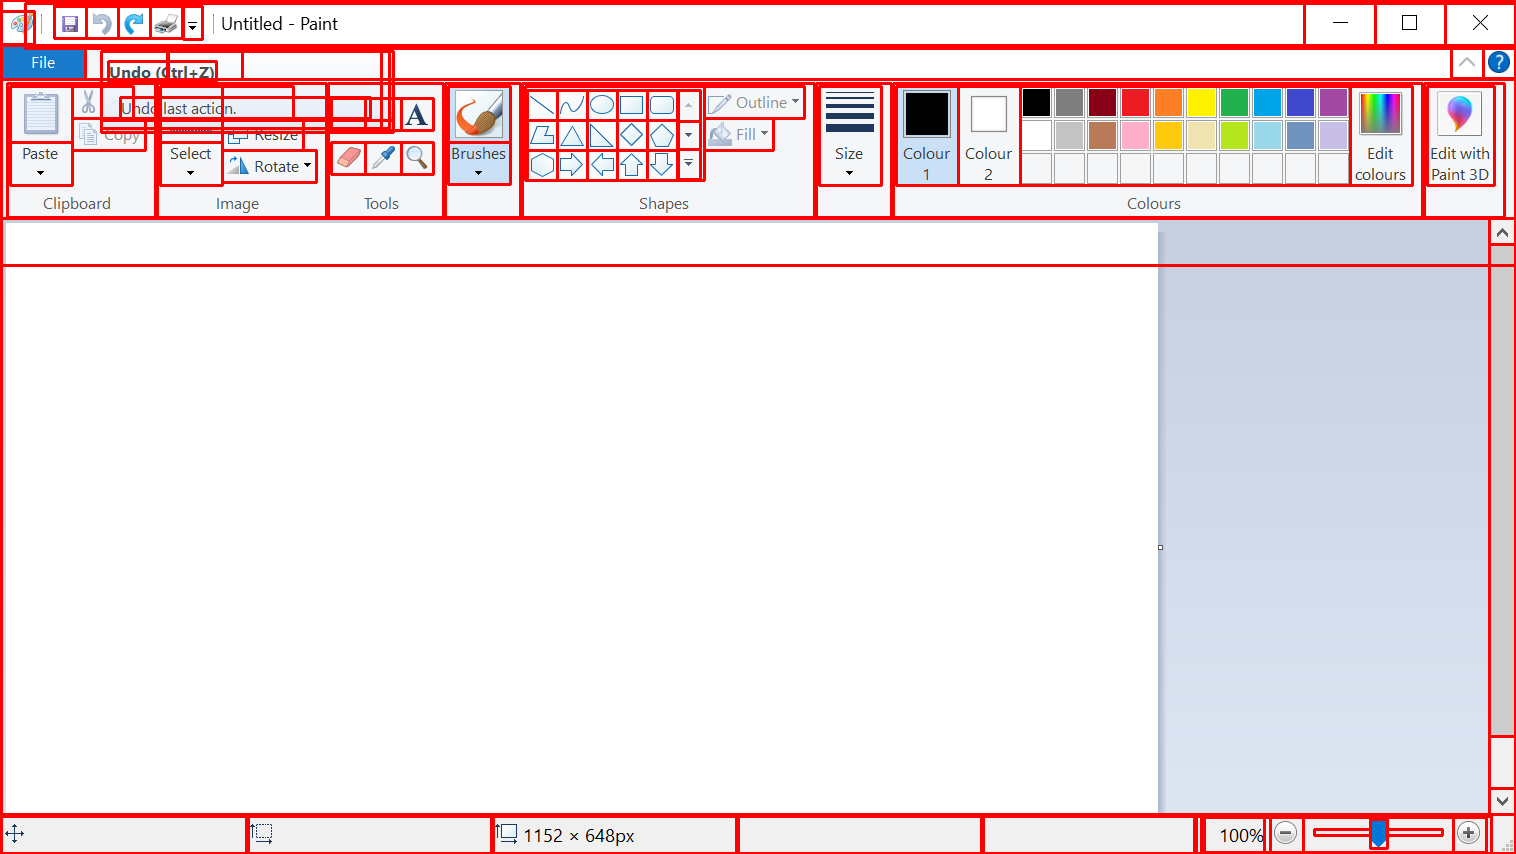 Untitled - Paint
File
Undo (Ctrl+Z)
Undo last action.
Paste
Copy
Clipboard
Select
Resize
Rotate
Image
A
Tools
Brushes
Outline
Fill
Shapes
Size
Colour
1
Colour
2
Edit
colours
Colours
Edit with
Paint 3D
1152 × 648px
100%